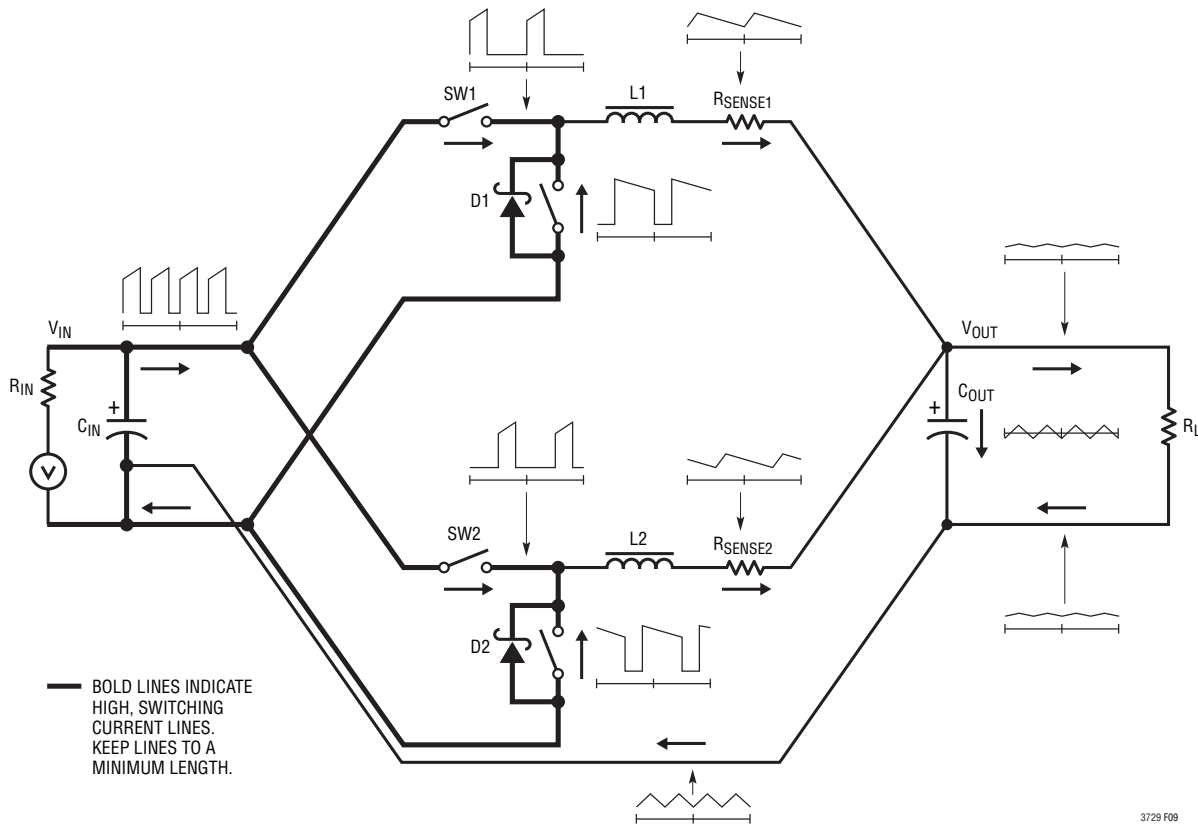 SW1
L1
RSENSE1
D1
VIN
RIN
+
CIN
V
VOUT
+
COUT
RL
SW2
L2
RSENSE2
D2
BOLD LINES INDICATE
HIGH, SWITCHING
CURRENT LINES.
KEEP LINES TO A
MINIMUM LENGTH.
3729 F09